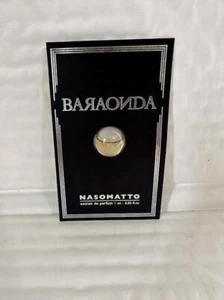 BARAONDA
NASOMATTO
extrait de parfum 1 ml - 0.03 fl oz